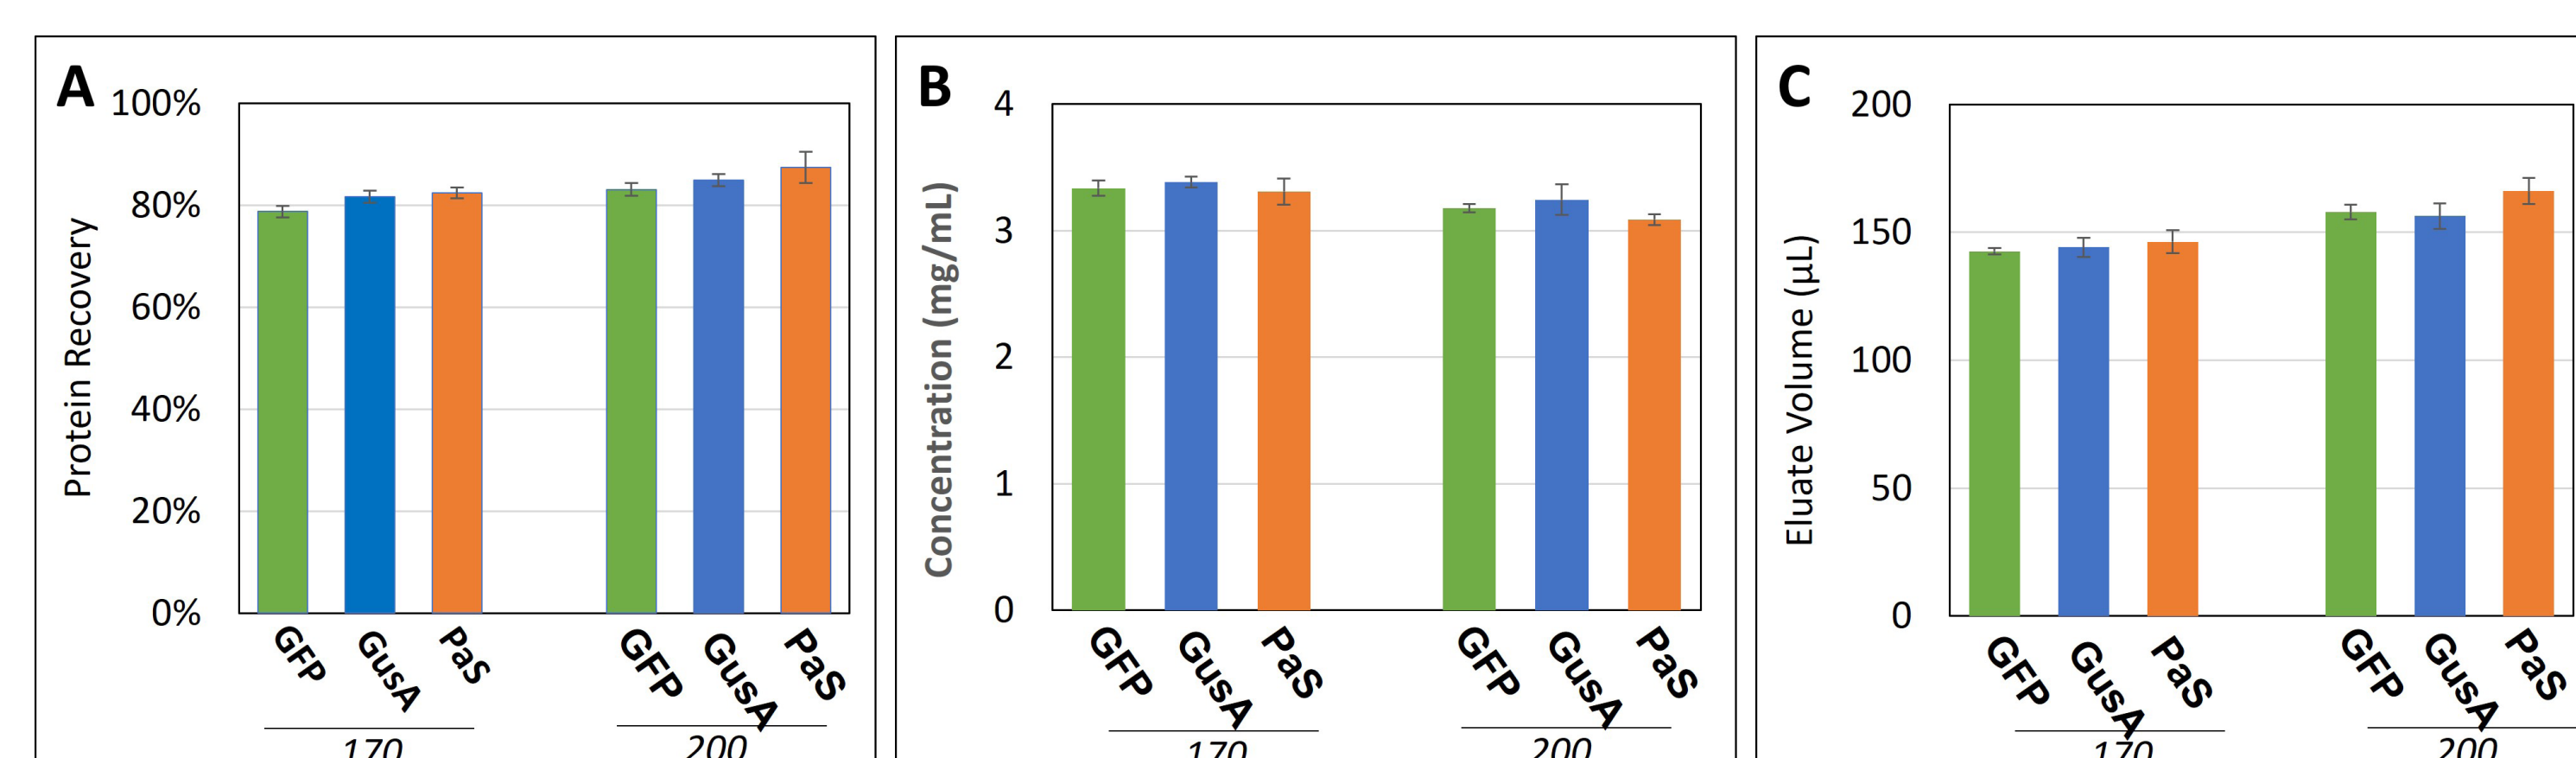 A
Protein Recovery
100%
80%
60%
40%
20%
0%
GFP
GusA
PaS
GFP
GusA
PaS
170
200
B
Concentration (mg/mL)
4
3
2
1
0
GFP
GusA
PaS
GFP
GusA
PaS
170
200
C
Eluate Volume (µL)
200
150
100
50
0
GFP
GusA
PaS
GFP
GusA
PaS
170
200